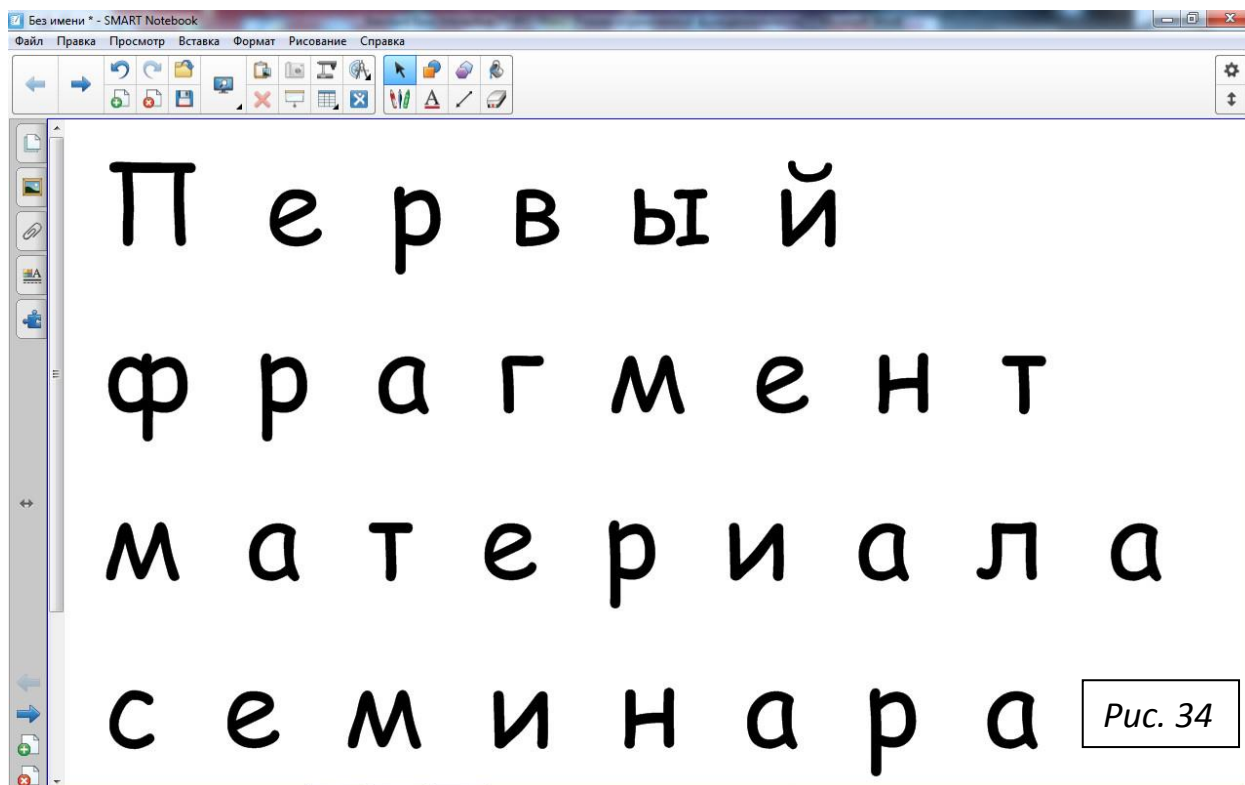 Без имени * - SMART Notebook
Файл Правка Просмотр Вставка Формат Рисование Справка
П е р в ы й
ф р а г м е н т
м а т е р и а л а
с е м и н а р а
Рис. 34